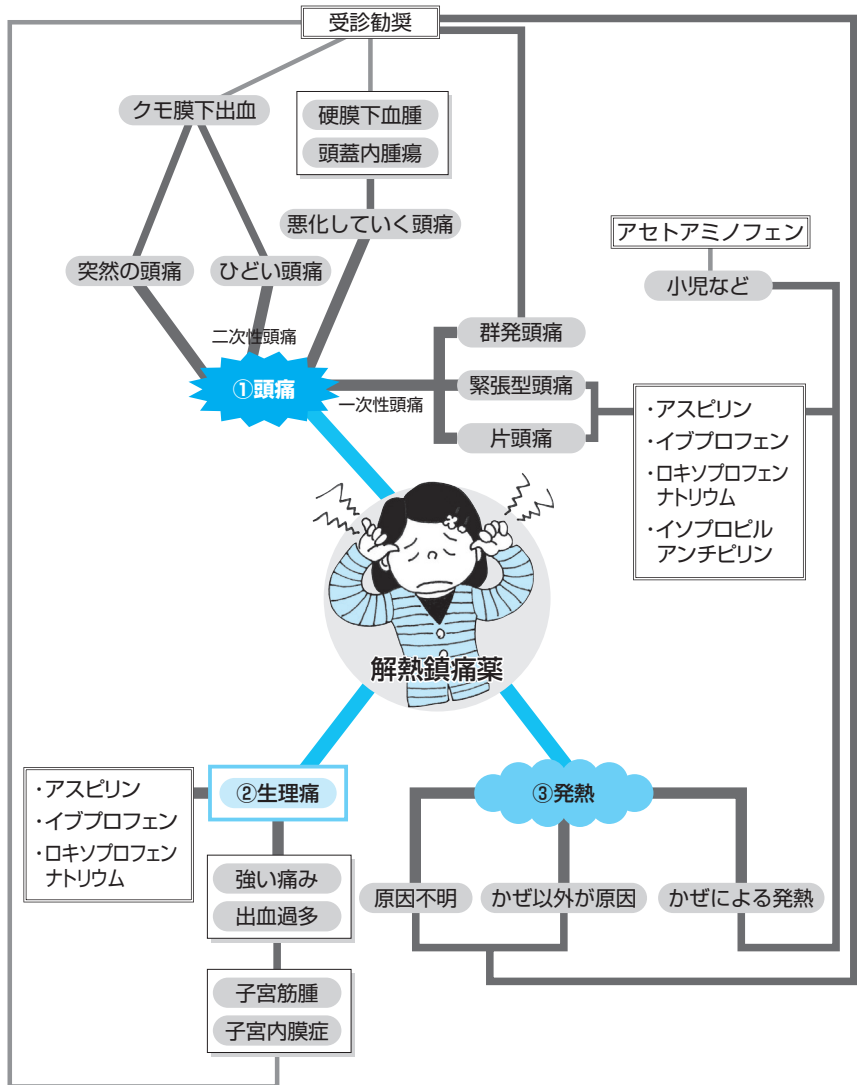 受診勧奨
クモ膜下出血
硬膜下血腫
頭蓋内腫瘍
悪化していく頭痛
突然の頭痛
ひどい頭痛
二次性頭痛
①頭痛
一次性頭痛
群発頭痛
緊張型頭痛
片頭痛
アセトアミノフェン
小児など
・アスピリン
・イブプロフェン
・ロキソプロフェン
ナトリウム
・イソプロピル
アンチピリン
解熱鎮痛薬
②生理痛
・アスピリン
・イブプロフェン
・ロキソプロフェン
ナトリウム
強い痛み
出血過多
子宮筋腫
子宮内膜症
③発熱
原因不明
かぜ以外が原因
かぜによる発熱